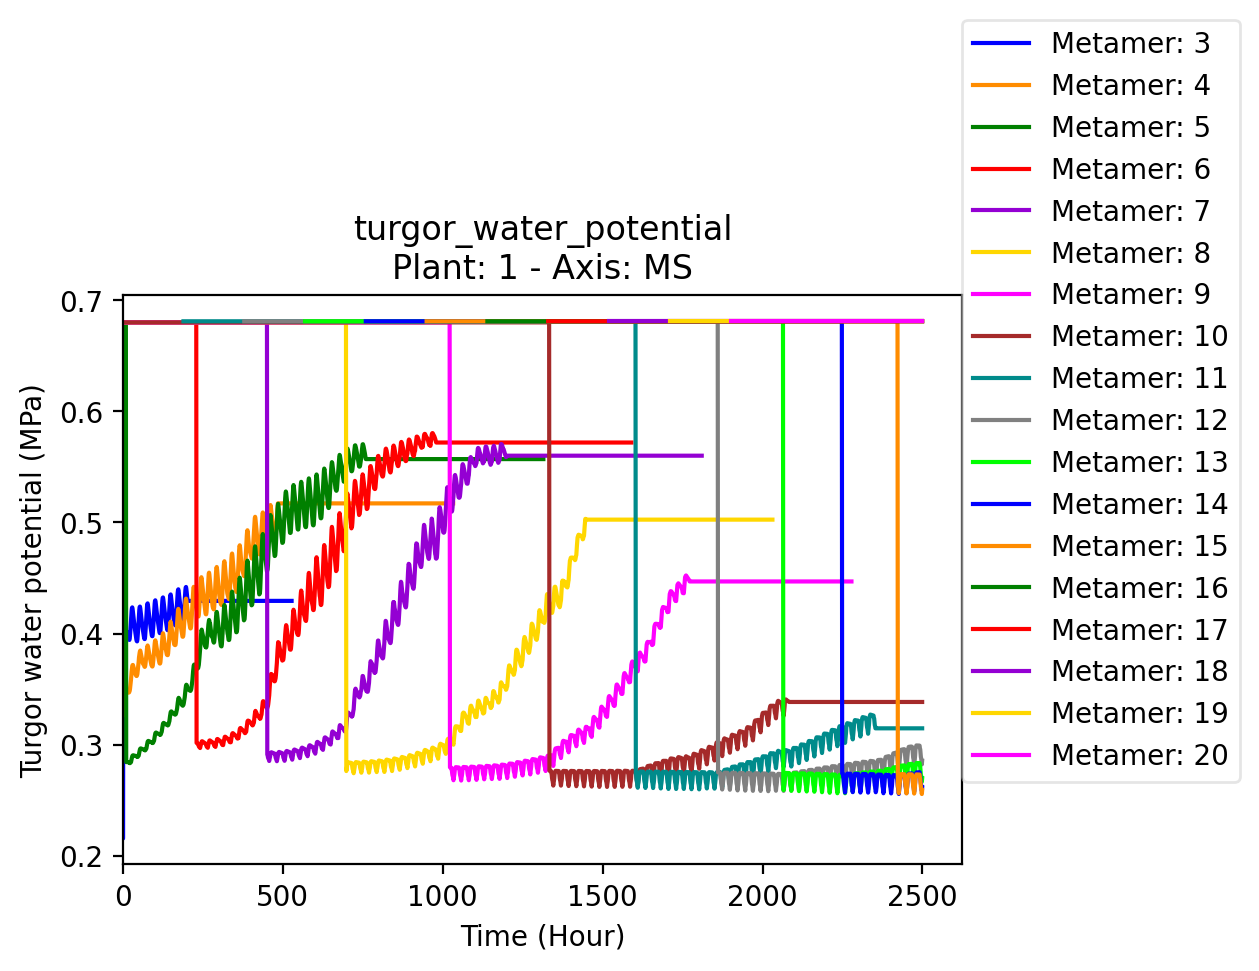 turgor_water_potential
Plant: 1 - Axis: MS
Turgor water potential (MPa)
0.7
0.6
0.5
0.4
0.3
0.2
0
500
1000
1500
2000
2500
Time (Hour)
Metamer: 3
Metamer: 4
Metamer: 5
Metamer: 6
Metamer: 7
Metamer: 8
Metamer: 9
Metamer: 10
Metamer: 11
Metamer: 12
Metamer: 13
Metamer: 14
Metamer: 15
Metamer: 16
Metamer: 17
Metamer: 18
Metamer: 19
Metamer: 20